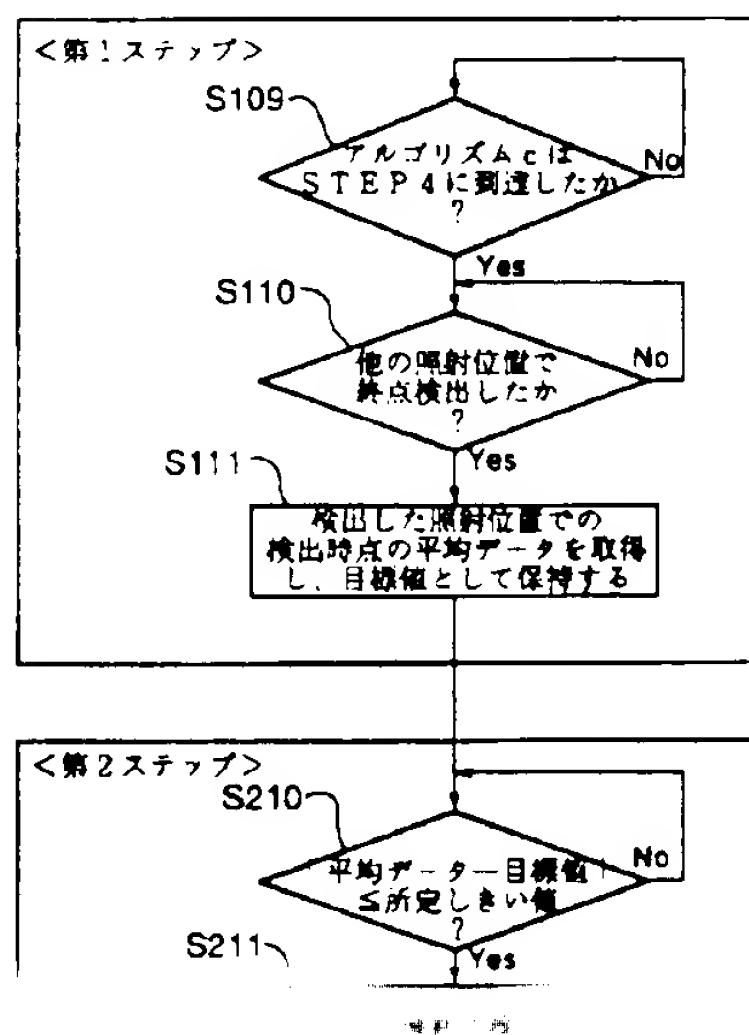 <第1ステップ>
S109
アルゴリズムcは
STEP4に到達したか
?
No
Yes
S110
他の照射位置で
終点検出したか
?
No
Yes
S111
検出した照射位置での
検出時点の平均データを取得
し、目標値として保持する
<第2ステップ>
S210
|平均データー目標値|
≦所定しきい値
?
No
Yes
S211